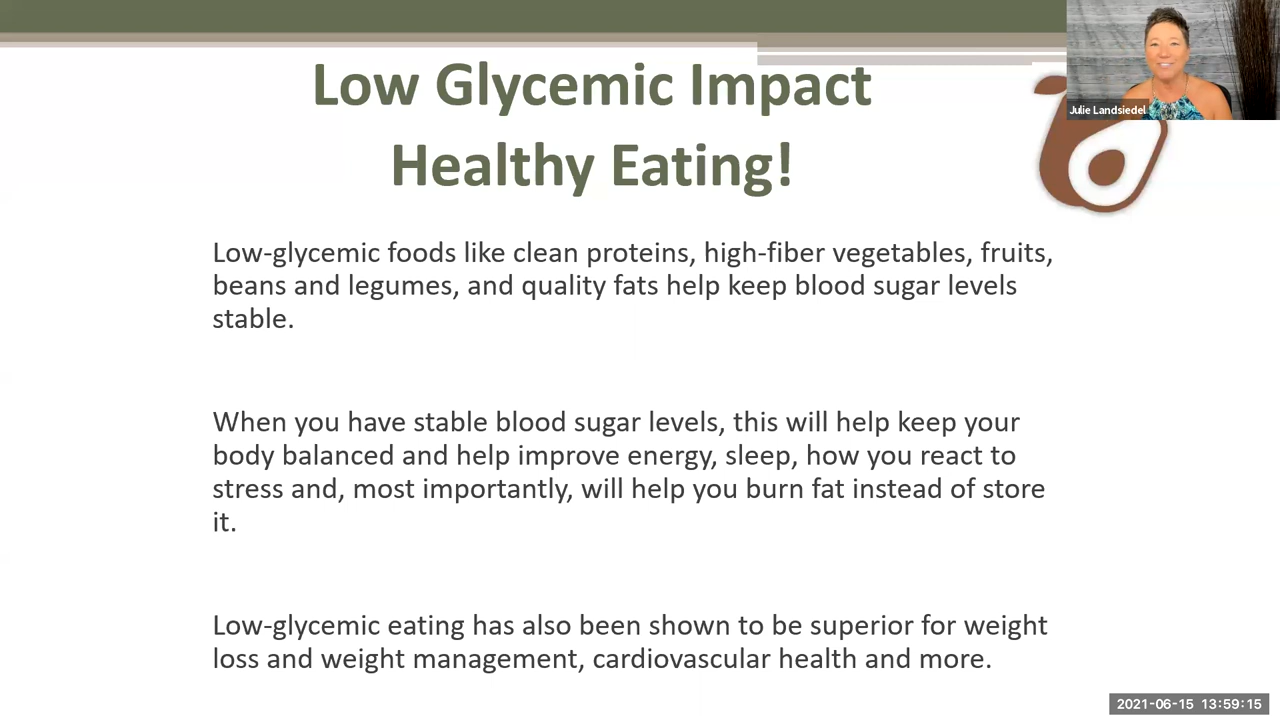 Low Glycemic Impact
Healthy Eating!
Julie Landsiedel
Low-glycemic foods like clean proteins, high-fiber vegetables, fruits,
beans and legumes, and quality fats help keep blood sugar levels
stable.
When you have stable blood sugar levels, this will help keep your
body balanced and help improve energy, sleep, how you react to
stress and, most importantly, will help you burn fat instead of store
it.
Low-glycemic eating has also been shown to be superior for weight
loss and weight management, cardiovascular health and more.
2021-06-15 13:59:15